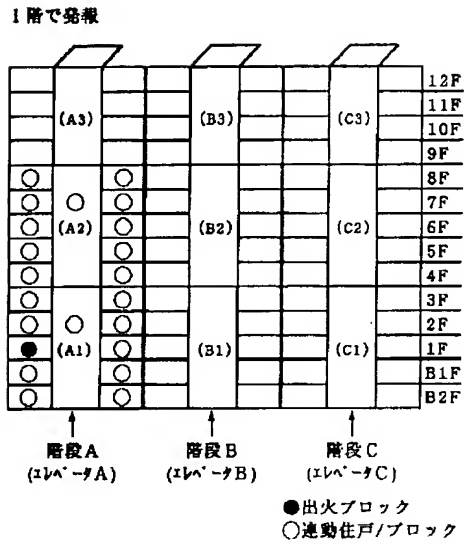 1階で発報
12F
(A3) (B3) (C3) 11F
10F
9F
8F
7F
(A2) (B2) (C2) 6F
5F
4F
3F
2F
(A1) (B1) (C1) 1F
B1F
B2F
階段A 階段B 階段C
(エレベータA) (エレベータB) (エレベータC)
●出火ブロック
○連動住戸/ブロック